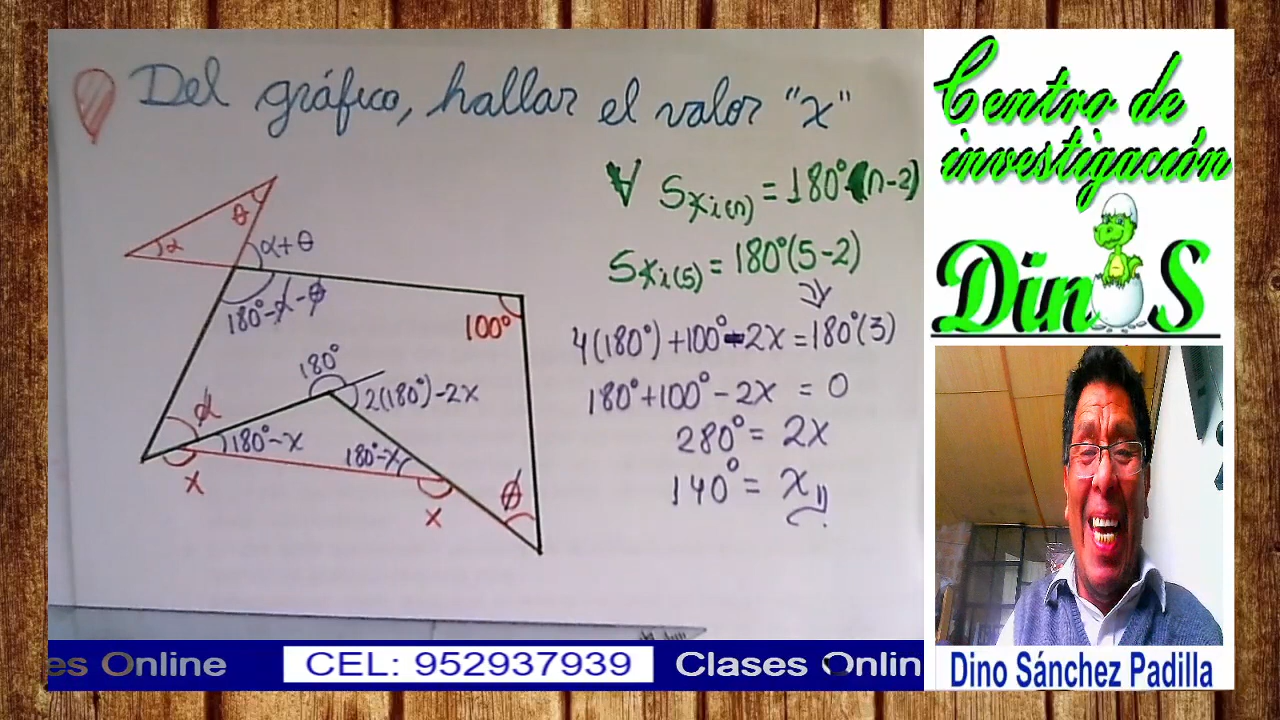 Del gráfico, hallar el valor "x"
∀ S∢i(n) = 180°(n-2)
S∢i(5) = 180°(5-2)
4(180°)+100°-2x = 180°(3)
180°+100°-2x = 0
280° = 2x
140° = x
θ
α
α+θ
180°-α-θ
100°
180°
2(180°)-2x
α
180°-x
180°-x
x
x
θ
Centro de
investigación
DinoS
es Online
CEL: 952937939
Clases Onlin
Dino Sánchez Padilla